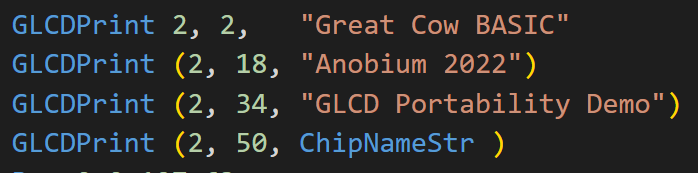 GLCDPrint 2, 2,   "Great Cow BASIC"
GLCDPrint (2, 18, "Anobium 2022")
GLCDPrint (2, 34, "GLCD Portability Demo")
GLCDPrint (2, 50, ChipNameStr )